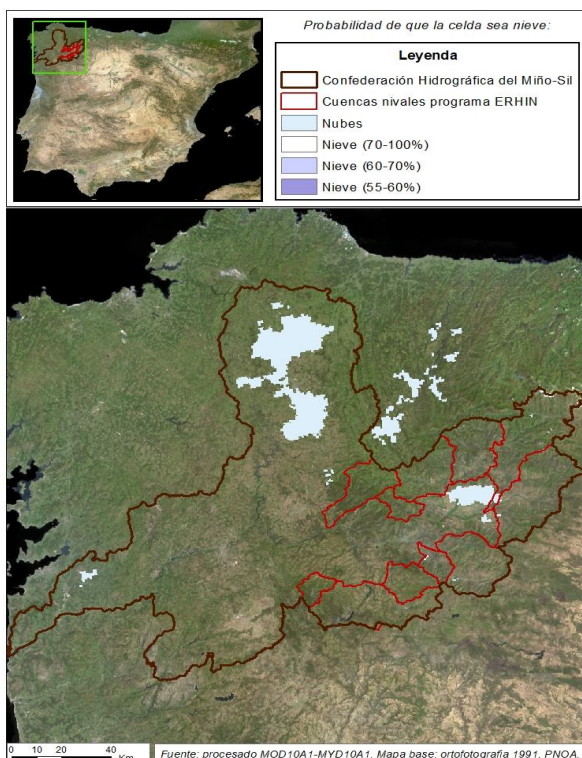 Probabilidad de que la celda sea nieve:
Leyenda
Confederación Hidrográfica del Miño-Sil
Cuencas nivales programa ERHIN
Nubes
Nieve (70-100%)
Nieve (60-70%)
Nieve (55-60%)
0 10 20 40
Km
Fuente: procesado MOD10A1-MYD10A1. Mapa base: ortofotografía 1991. PNOA.